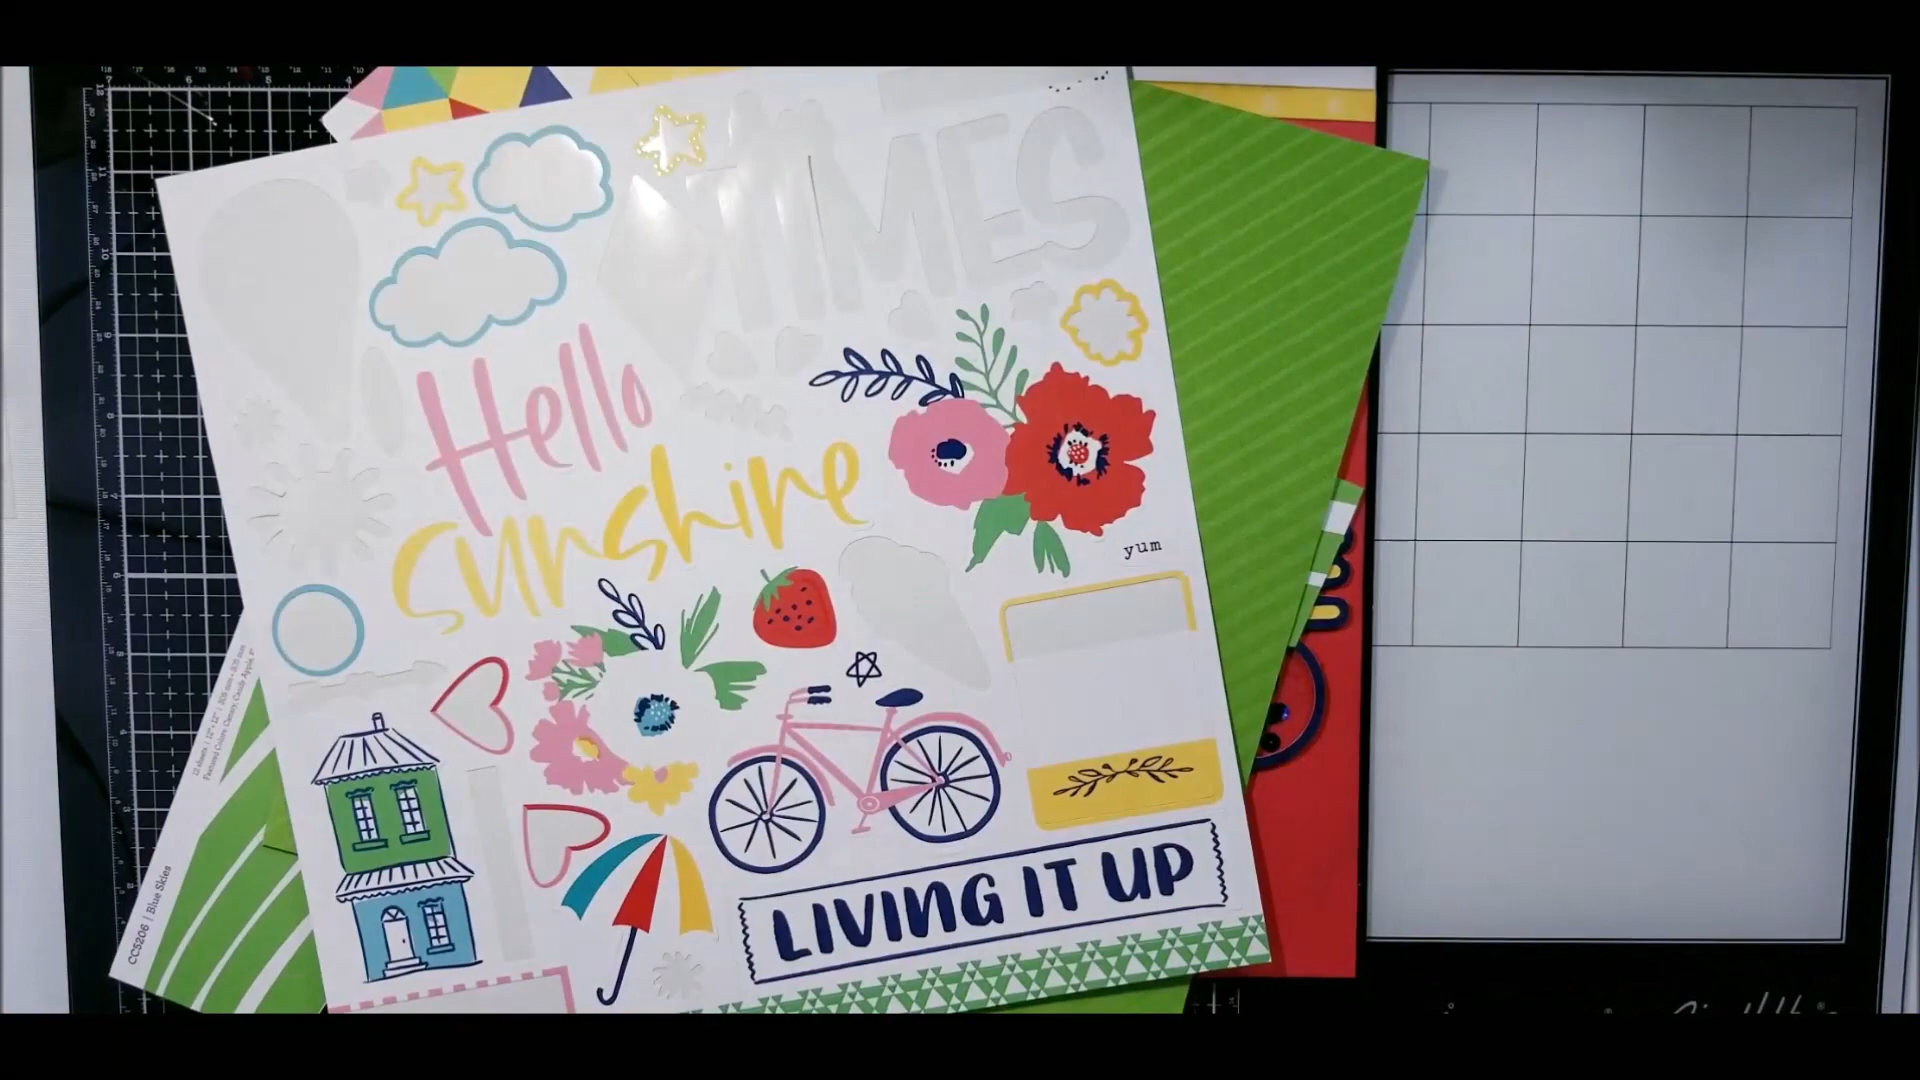 TIMES
Hello
sunshine
yum
LIVING IT UP
CC5206 | Blue Skies